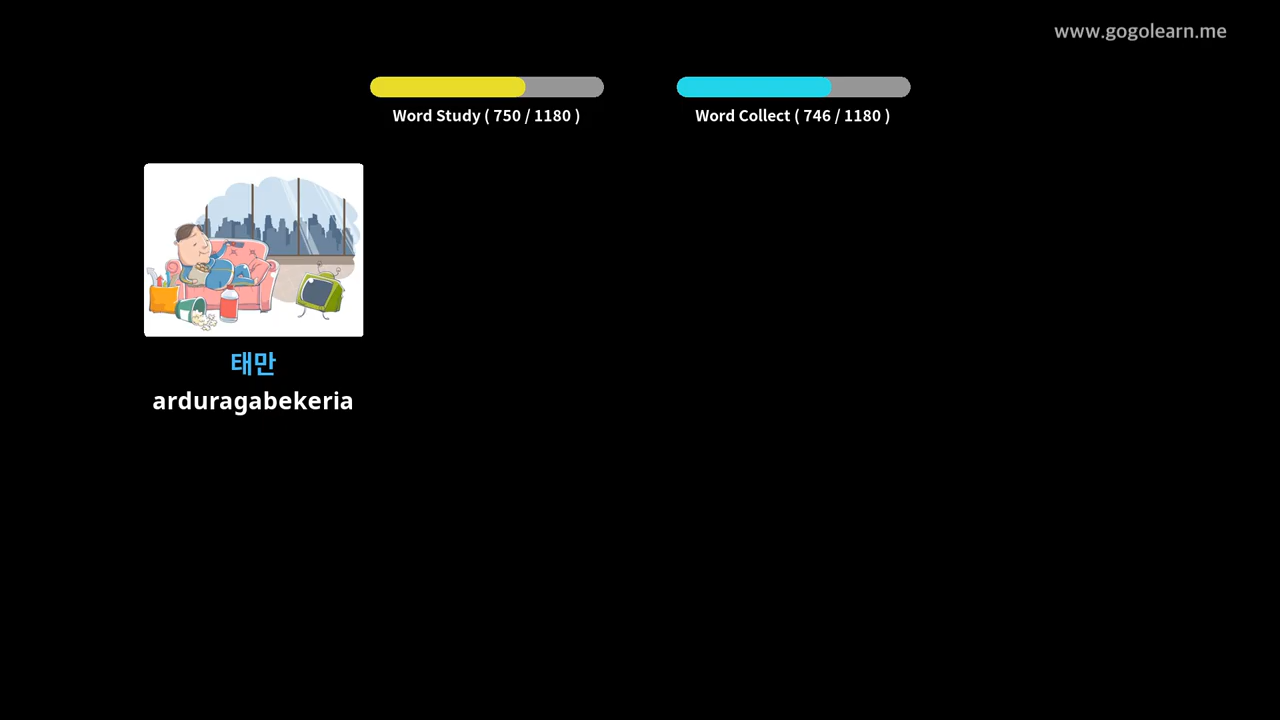 www.gogolearn.me
Word Study ( 750 / 1180 )
Word Collect ( 746 / 1180 )
태만
arduragabekeria